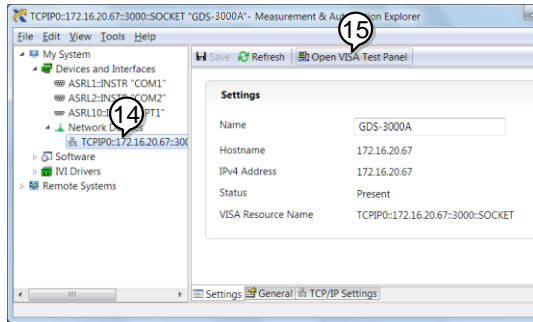 TCPIP0::172.16.20.67::3000::SOCKET "GDS-3000A" - Measurement & Automation Explorer
File Edit View Tools Help
15
My System
Devices and Interfaces
ASRL1::INSTR "COM1"
ASRL2::INSTR "COM2"
ASRL10::
14
Network
TCPIP0::172.16.20.67::300
Software
IVI Drivers
Remote Systems
Save Refresh Open VISA Test Panel
Settings
Name GDS-3000A
Hostname 172.16.20.67
IPv4 Address 172.16.20.67
Status Present
VISA Resource Name TCPIP0::172.16.20.67::3000::SOCKET
Settings General TCP/IP Settings